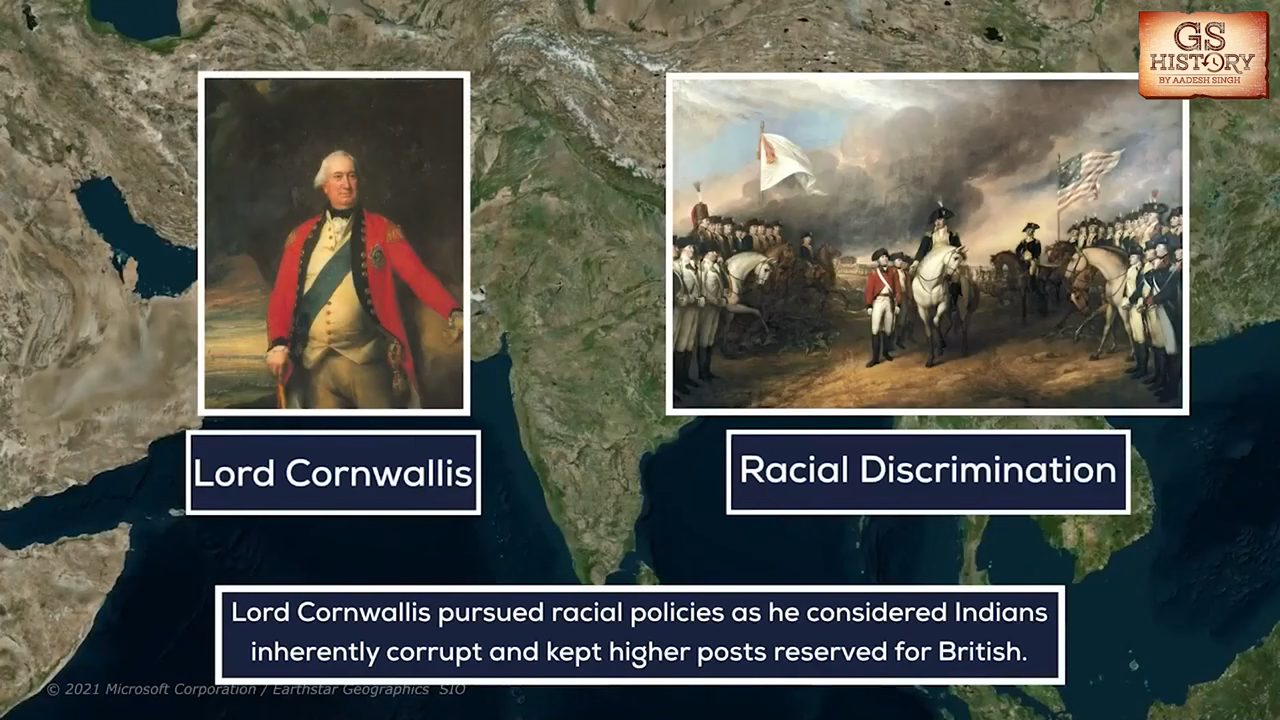 GS
HISTORY
BY AADESH SINGH
Lord Cornwallis
Racial Discrimination
Lord Cornwallis pursued racial policies as he considered Indians
inherently corrupt and kept higher posts reserved for British.
© 2021 Microsoft Corporation / Earthstar Geographics SIO